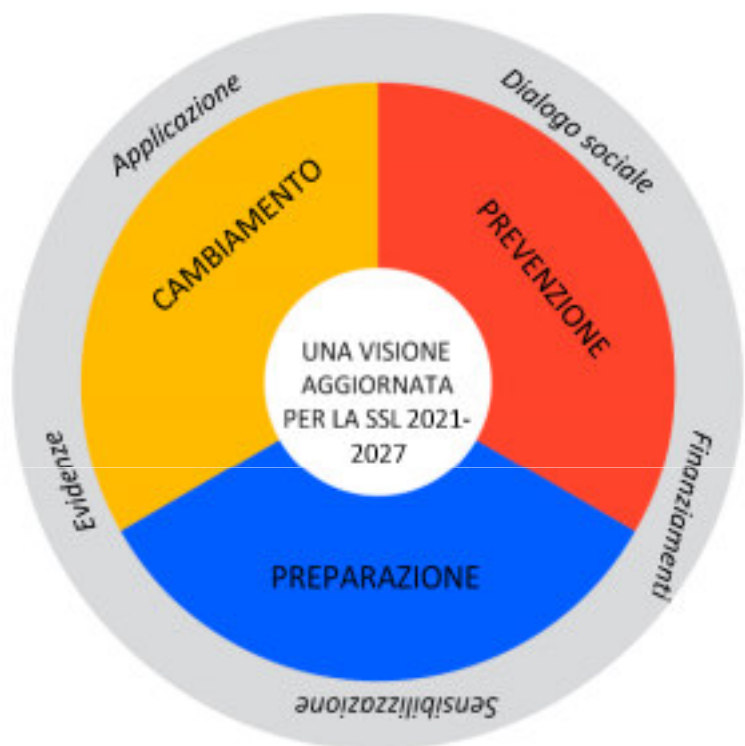 Applicazione
Dialogo sociale
CAMBIAMENTO
PREVENZIONE
UNA VISIONE
AGGIORNATA
PER LA SSL 2021-
2027
Evidenze
Finanziamenti
PREPARAZIONE
Sensibilizzazione